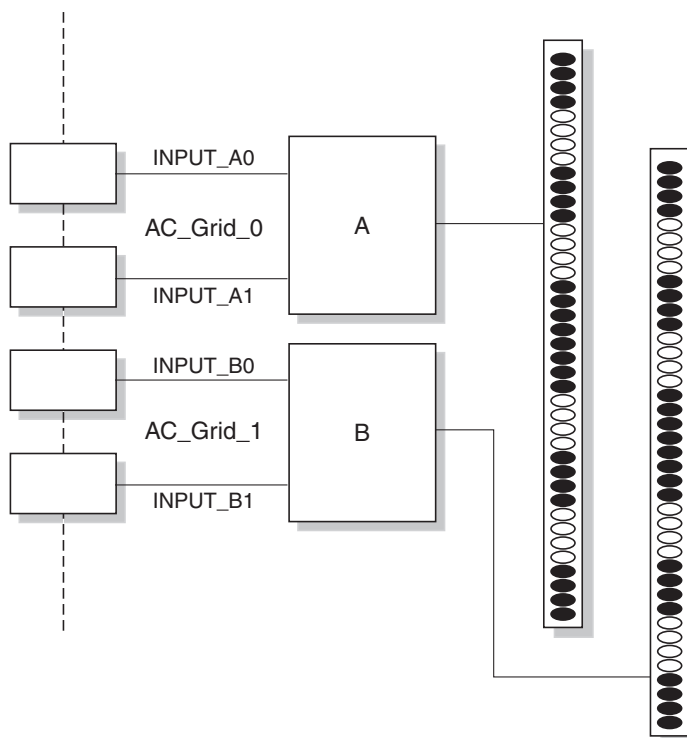 INPUT_A0
AC_Grid_0
A
INPUT_A1
INPUT_B0
AC_Grid_1
B
INPUT_B1